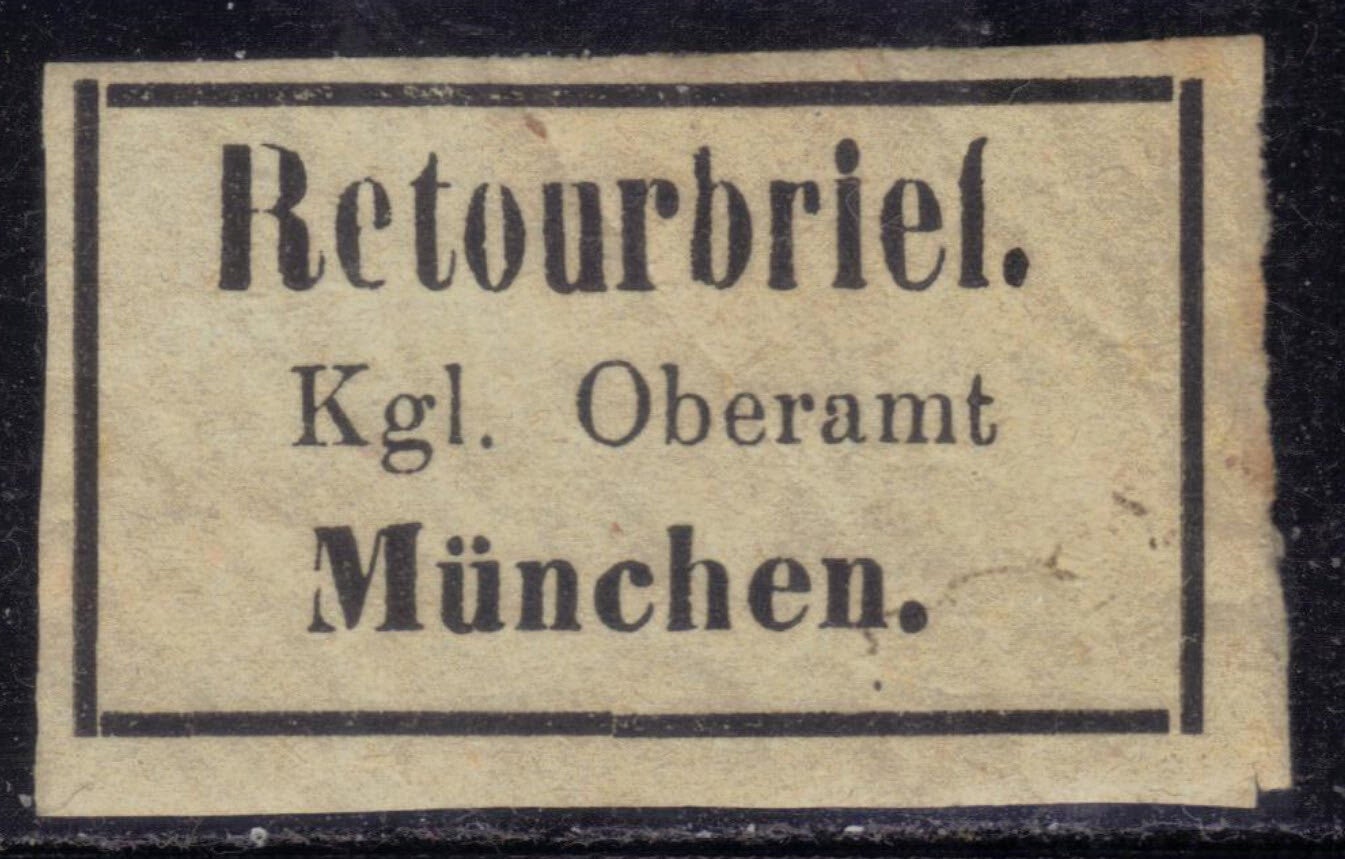 Retourbrief.
Kgl. Oberamt
München.